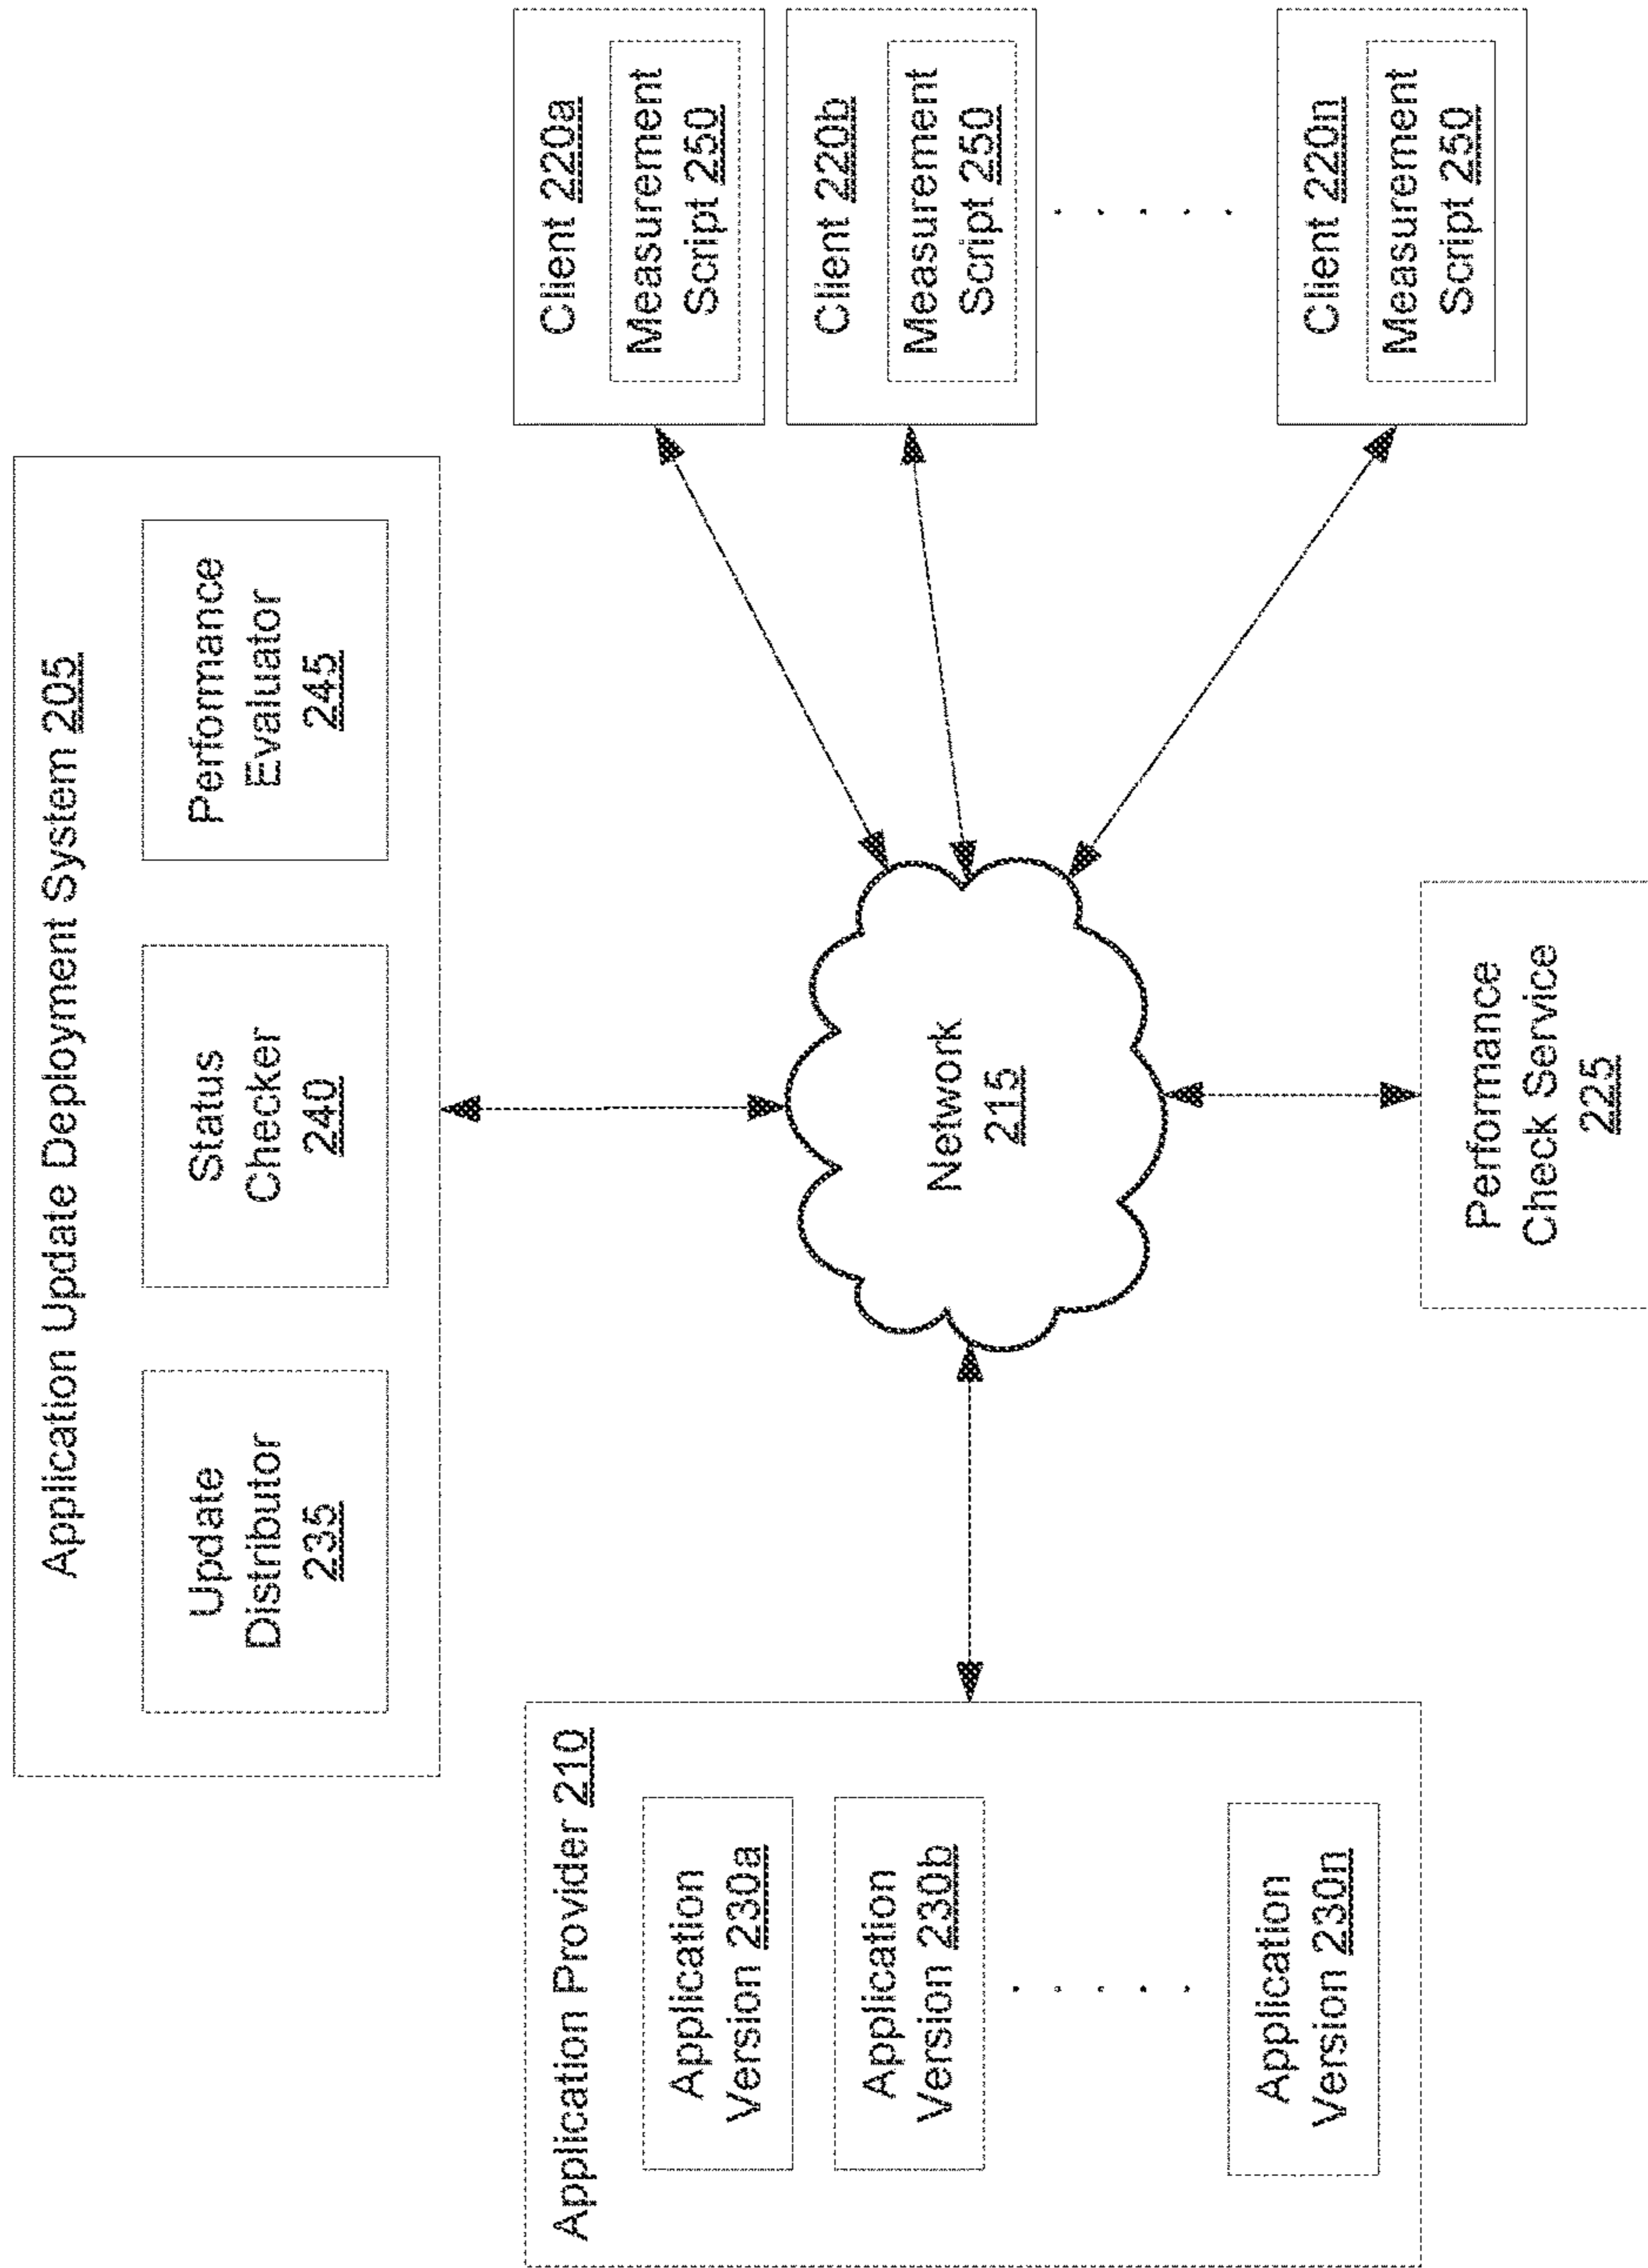 Application Update Deployment System 205
Update
Distributor
235
Status
Checker
240
Performance
Evaluator
245
Application Provider 210
Application
Version 230a
Application
Version 230b
. . . . .
Application
Version 230n
Network
215
Client 220a
Measurement
Script 250
Client 220b
Measurement
Script 250
. . . . .
Client 220n
Measurement
Script 250
Performance
Check Service
225